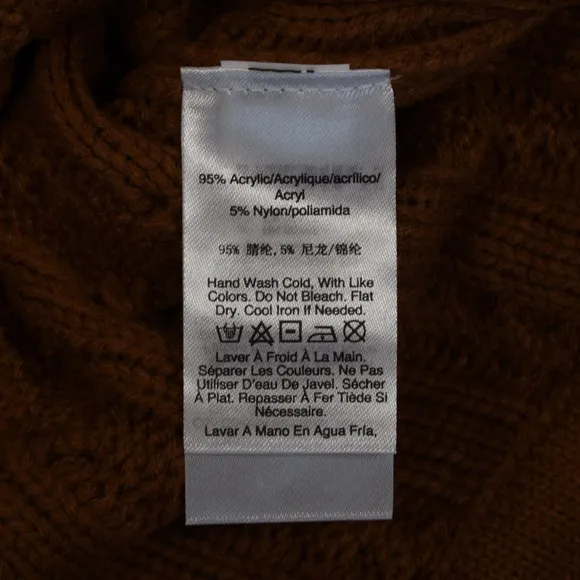 95% Acrylic/Acrylique/acrílico/
Acryl
5% Nylon/poliamida
95% 腈纶,5% 尼龙/锦纶
Hand Wash Cold, With Like
Colors. Do Not Bleach. Flat
Dry. Cool Iron If Needed.
Laver À Froid À La Main.
Séparer Les Couleurs. Ne Pas
Utiliser D'eau De Javel. Sécher
À Plat. Repasser À Fer Tiède Si
Nécessaire.
Lavar A Mano En Agua Fría,